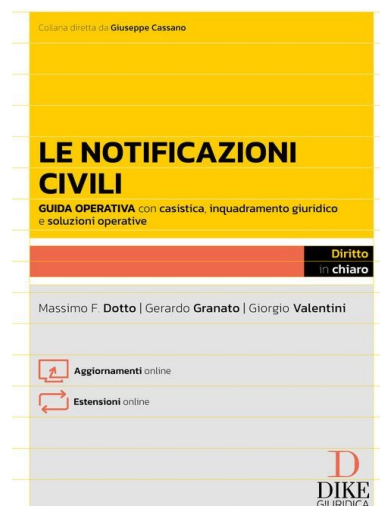 Collana diretta da Giuseppe Cassano
LE NOTIFICAZIONI
CIVILI
GUIDA OPERATIVA con casistica, inquadramento giuridico
e soluzioni operative
Diritto
in chiaro
Massimo F. Dotto | Gerardo Granato | Giorgio Valentini
Aggiornamenti online
Estensioni online
D
DIKE
GIURIDICA